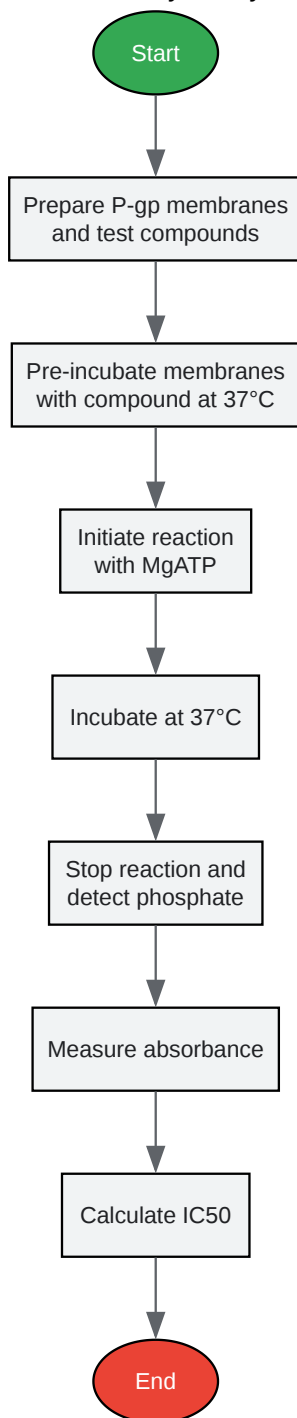 Start
Prepare P-gp membranes
and test compounds
Pre-incubate membranes
with compound at 37°C
Initiate reaction
with MgATP
Incubate at 37°C
Stop reaction and
detect phosphate
Measure absorbance
Calculate IC50
End